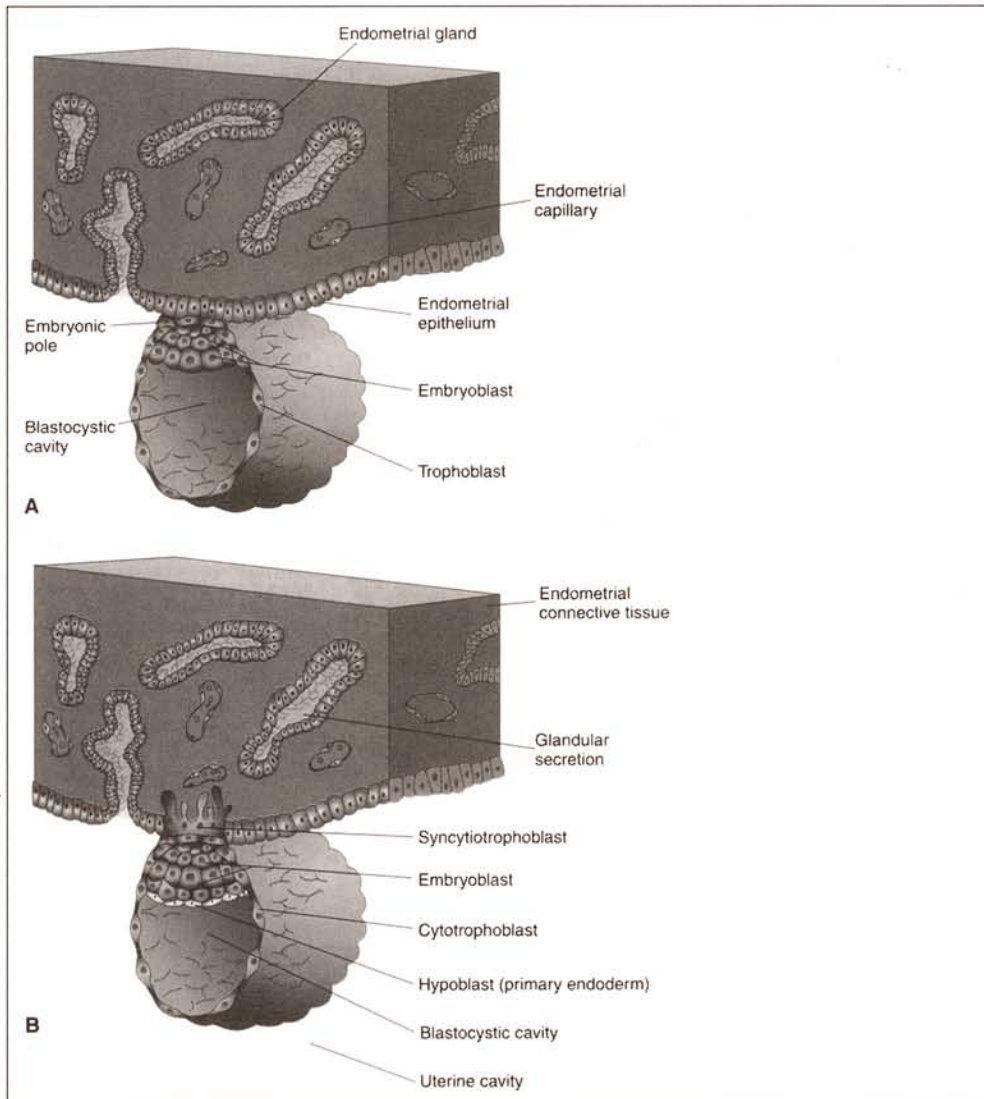 Endometrial gland
Endometrial
capillary
Endometrial
epithelium
Embryonic
pole
Embryoblast
Blastocystic
cavity
Trophoblast
A
Endometrial
connective tissue
Glandular
secretion
Syncytiotrophoblast
Embryoblast
Cytotrophoblast
Hypoblast (primary endoderm)
Blastocystic cavity
B
Uterine cavity